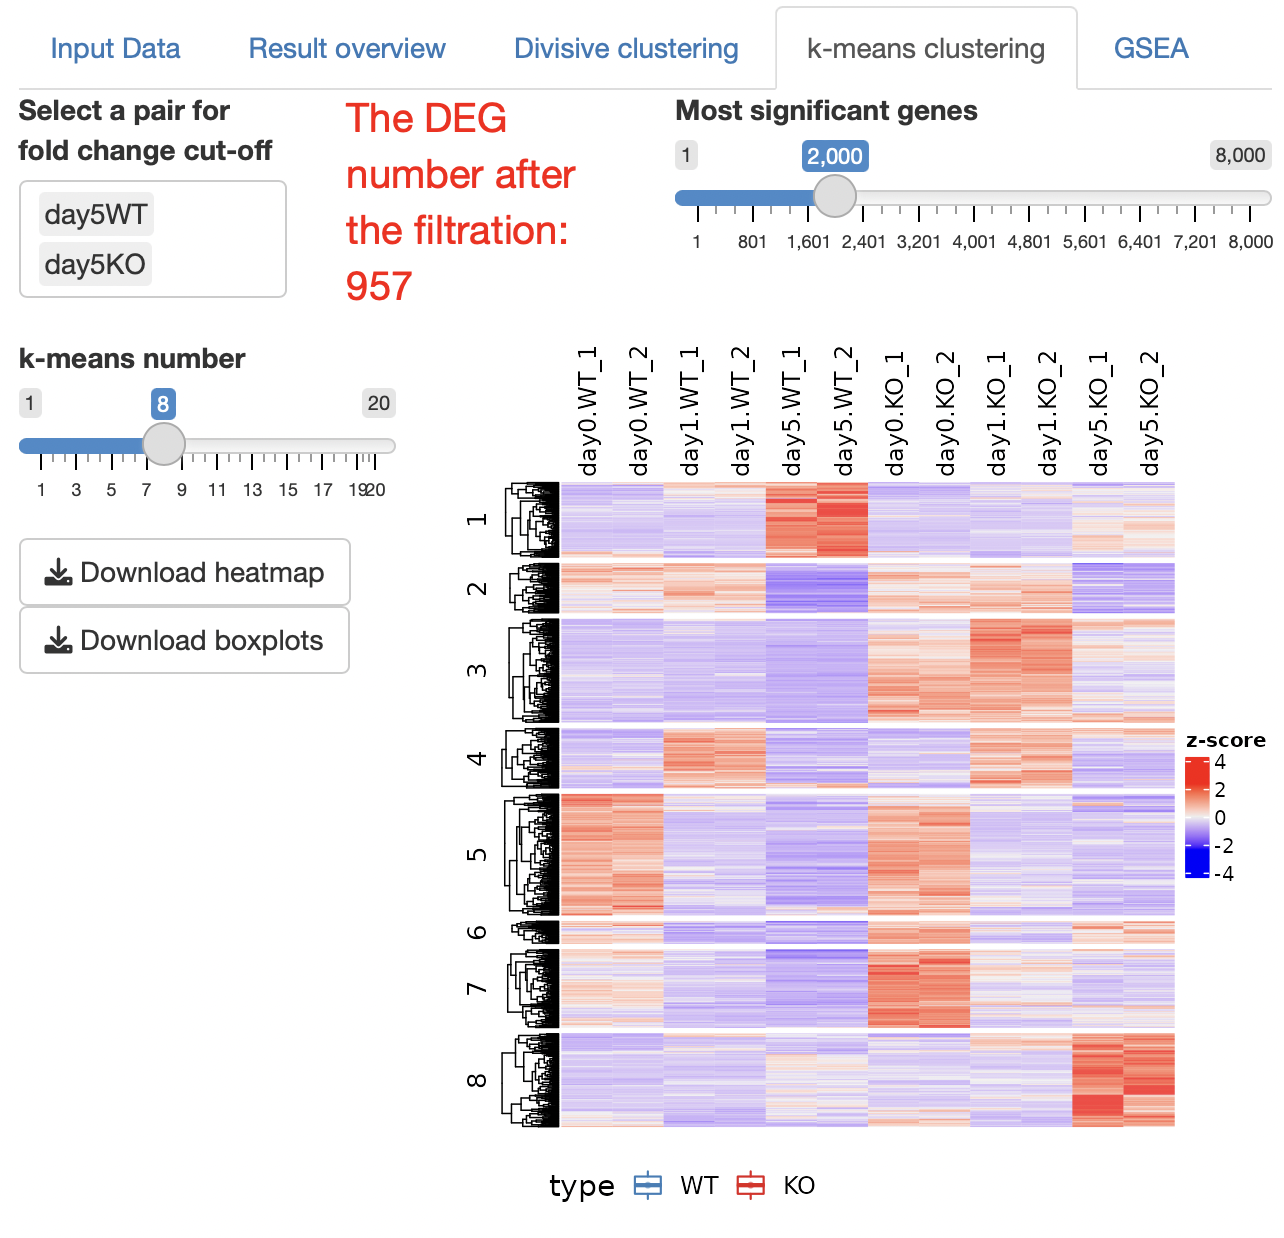 Input Data
Result overview
Divisive clustering
k-means clustering
GSEA
Select a pair for
fold change cut-off
day5WT
day5KO
The DEG
number after
the filtration:
957
Most significant genes
1
2,000
8,000
1 801 1,601 2,401 3,201 4,001 4,801 5,601 6,401 7,201 8,000
k-means number
1
8
20
1 3 5 7 9 11 13 15 17 19 20
Download heatmap
Download boxplots
day0.WT_1
day0.WT_2
day1.WT_1
day1.WT_2
day5.WT_1
day5.WT_2
day0.KO_1
day0.KO_2
day1.KO_1
day1.KO_2
day5.KO_1
day5.KO_2
1
2
3
4
5
6
7
8
z-score
4
2
0
-2
-4
type WT KO